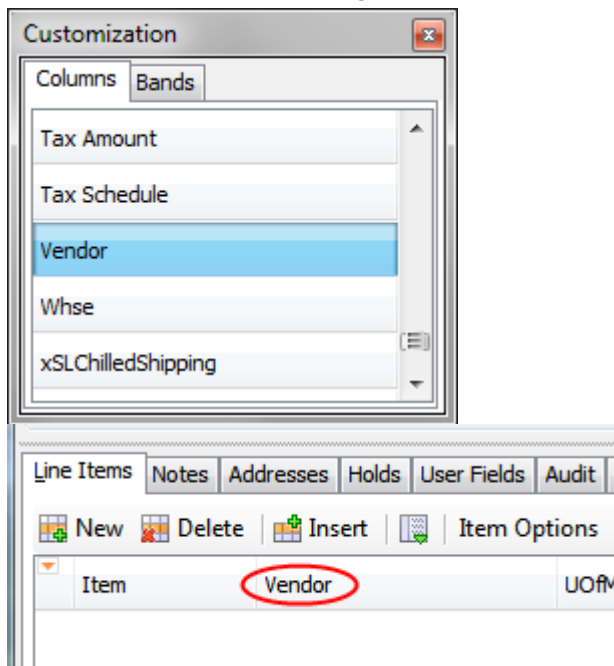 Customization
Columns Bands
Tax Amount
Tax Schedule
Vendor
Whse
xSLChilledShipping
Line Items Notes Addresses Holds User Fields Audit
New Delete Insert Item Options
Item Vendor UOfM